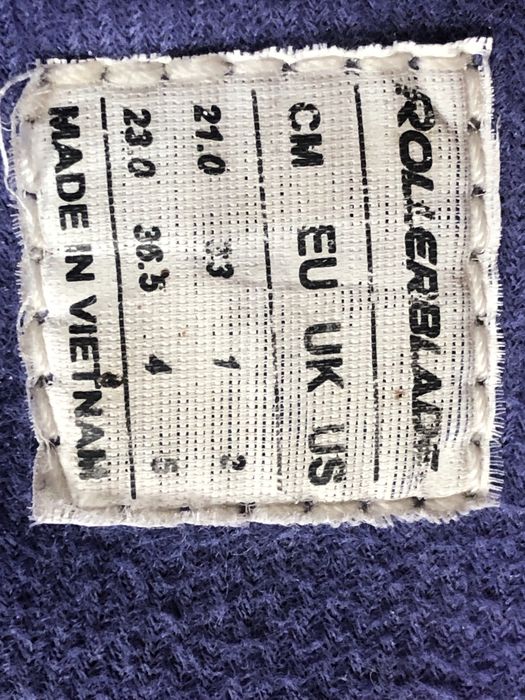 ROLLERBLADE
CM EU UK US
21.0 33 1 2
23.0 36.5 4 5
MADE IN VIETNAM